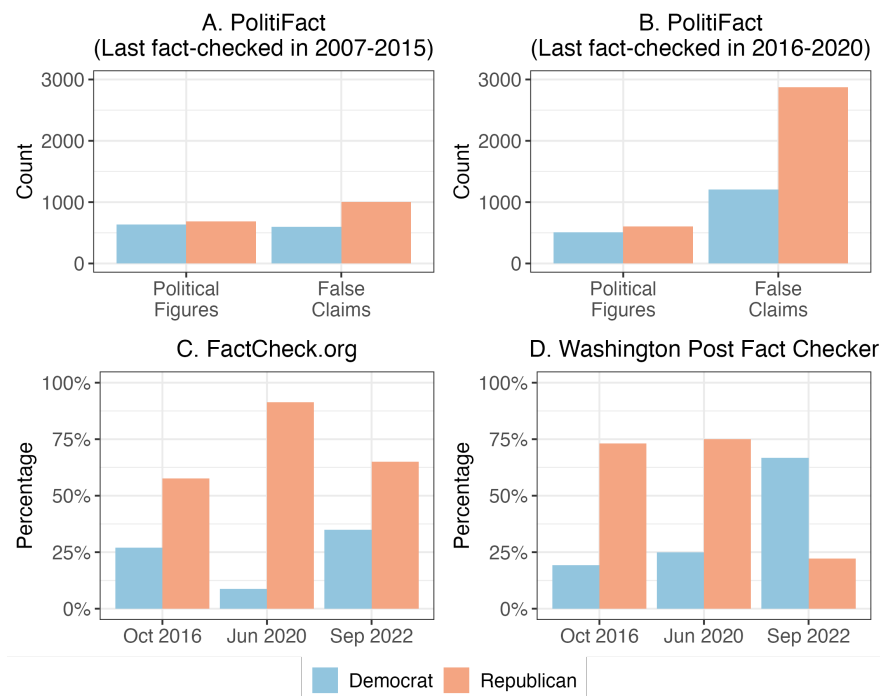 A. PolitiFact
(Last fact-checked in 2007-2015)
Count
3000
2000
1000
0
Political
Figures
False
Claims
B. PolitiFact
(Last fact-checked in 2016-2020)
Count
3000
2000
1000
0
Political
Figures
False
Claims
C. FactCheck.org
Percentage
100%
75%
50%
25%
0%
Oct 2016
Jun 2020
Sep 2022
D. Washington Post Fact Checker
Percentage
100%
75%
50%
25%
0%
Oct 2016
Jun 2020
Sep 2022
Democrat
Republican